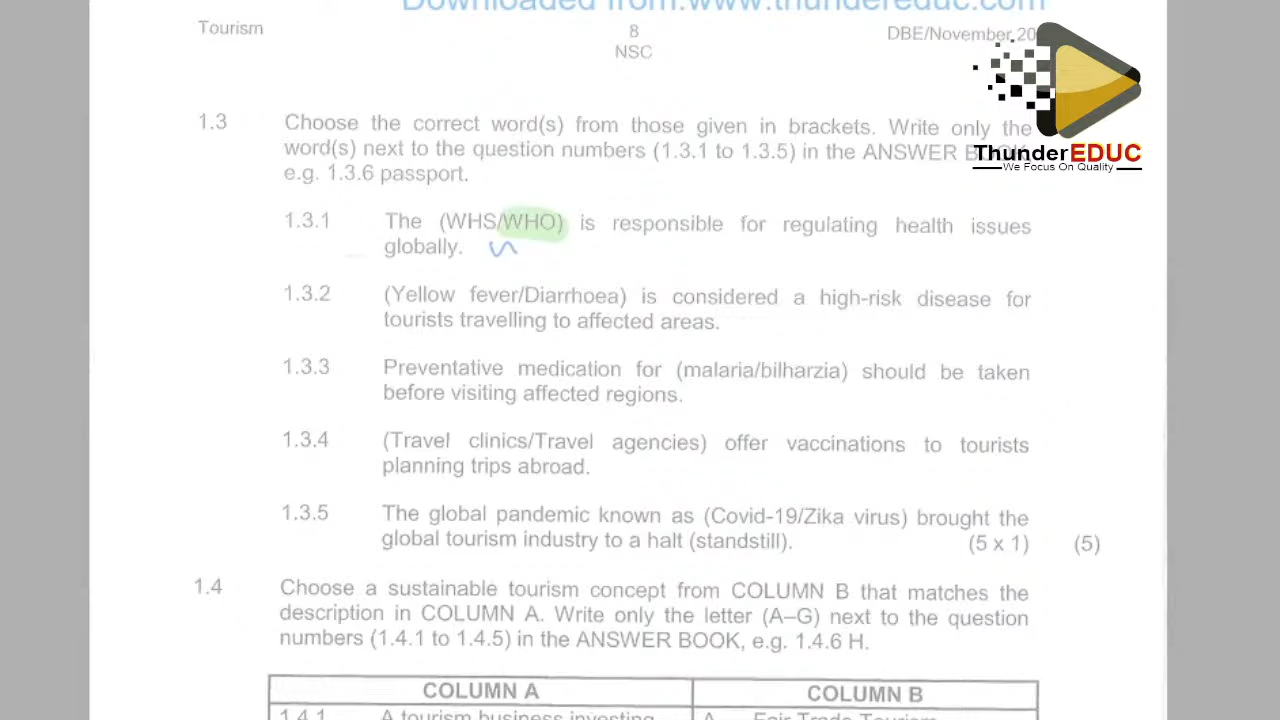 Downloaded from:www.thundereduc.com
Tourism 8 DBE/November 20
NSC
ThunderEDUC
We Focus On Quality
1.3 Choose the correct word(s) from those given in brackets. Write only the
word(s) next to the question numbers (1.3.1 to 1.3.5) in the ANSWER
e.g. 1.3.6 passport.
1.3.1 The (WHS/WHO) is responsible for regulating health issues
globally.
1.3.2 (Yellow fever/Diarrhoea) is considered a high-risk disease for
tourists travelling to affected areas.
1.3.3 Preventative medication for (malaria/bilharzia) should be taken
before visiting affected regions.
1.3.4 (Travel clinics/Travel agencies) offer vaccinations to tourists
planning trips abroad.
1.3.5 The global pandemic known as (Covid-19/Zika virus) brought the
global tourism industry to a halt (standstill). (5 x 1) (5)
1.4 Choose a sustainable tourism concept from COLUMN B that matches the
description in COLUMN A. Write only the letter (A–G) next to the question
numbers (1.4.1 to 1.4.5) in the ANSWER BOOK, e.g. 1.4.6 H.
COLUMN A COLUMN B
1.4.1 A tourism business investing A Fair Trade Tourism